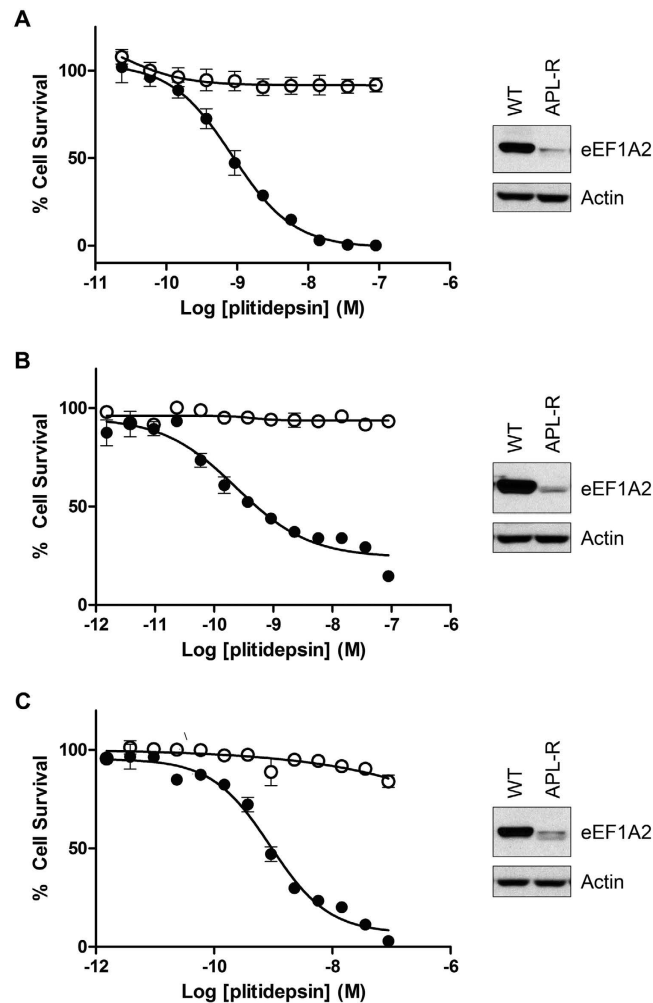 A
% Cell Survival
100
50
0
-11 -10 -9 -8 -7 -6
Log [plitidepsin] (M)
WT APL-R
eEF1A2
Actin
B
% Cell Survival
100
50
0
-12 -11 -10 -9 -8 -7 -6
Log [plitidepsin] (M)
WT APL-R
eEF1A2
Actin
C
% Cell Survival
100
50
0
-12 -10 -8 -6
Log [plitidepsin] (M)
WT APL-R
eEF1A2
Actin